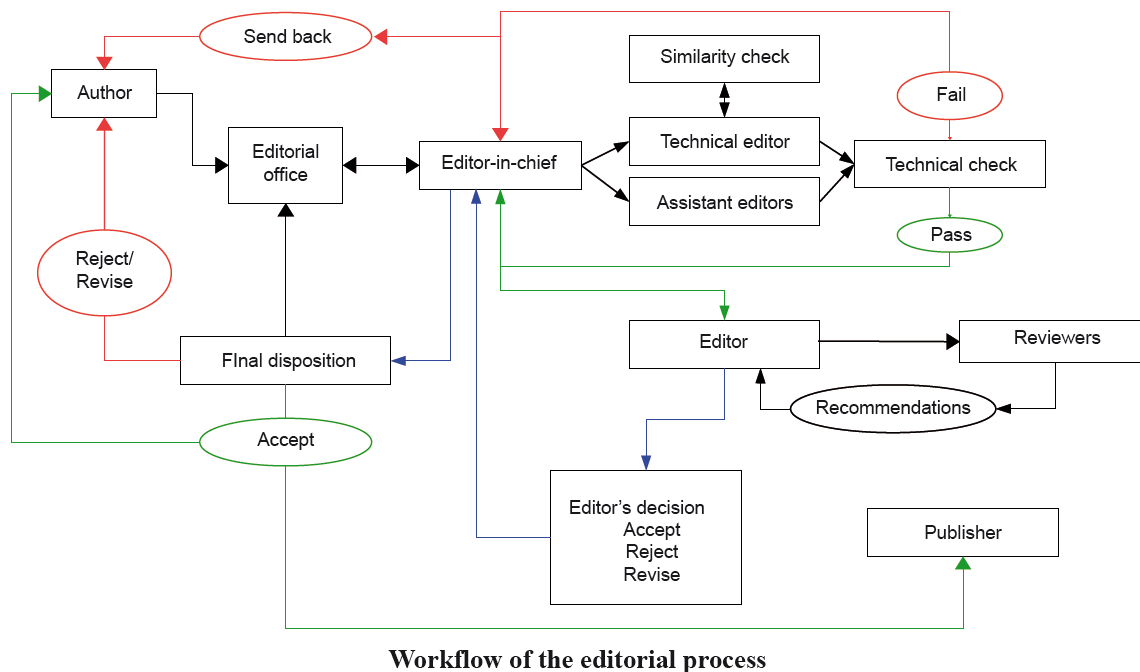 Send back
Similarity check
Author
Fail
Editorial
office
Editor-in-chief
Technical editor
Technical check
Assistant editors
Pass
Reject/
Revise
FInal disposition
Editor
Reviewers
Recommendations
Accept
Editor’s decision
Accept
Reject
Revise
Publisher
Workflow of the editorial process